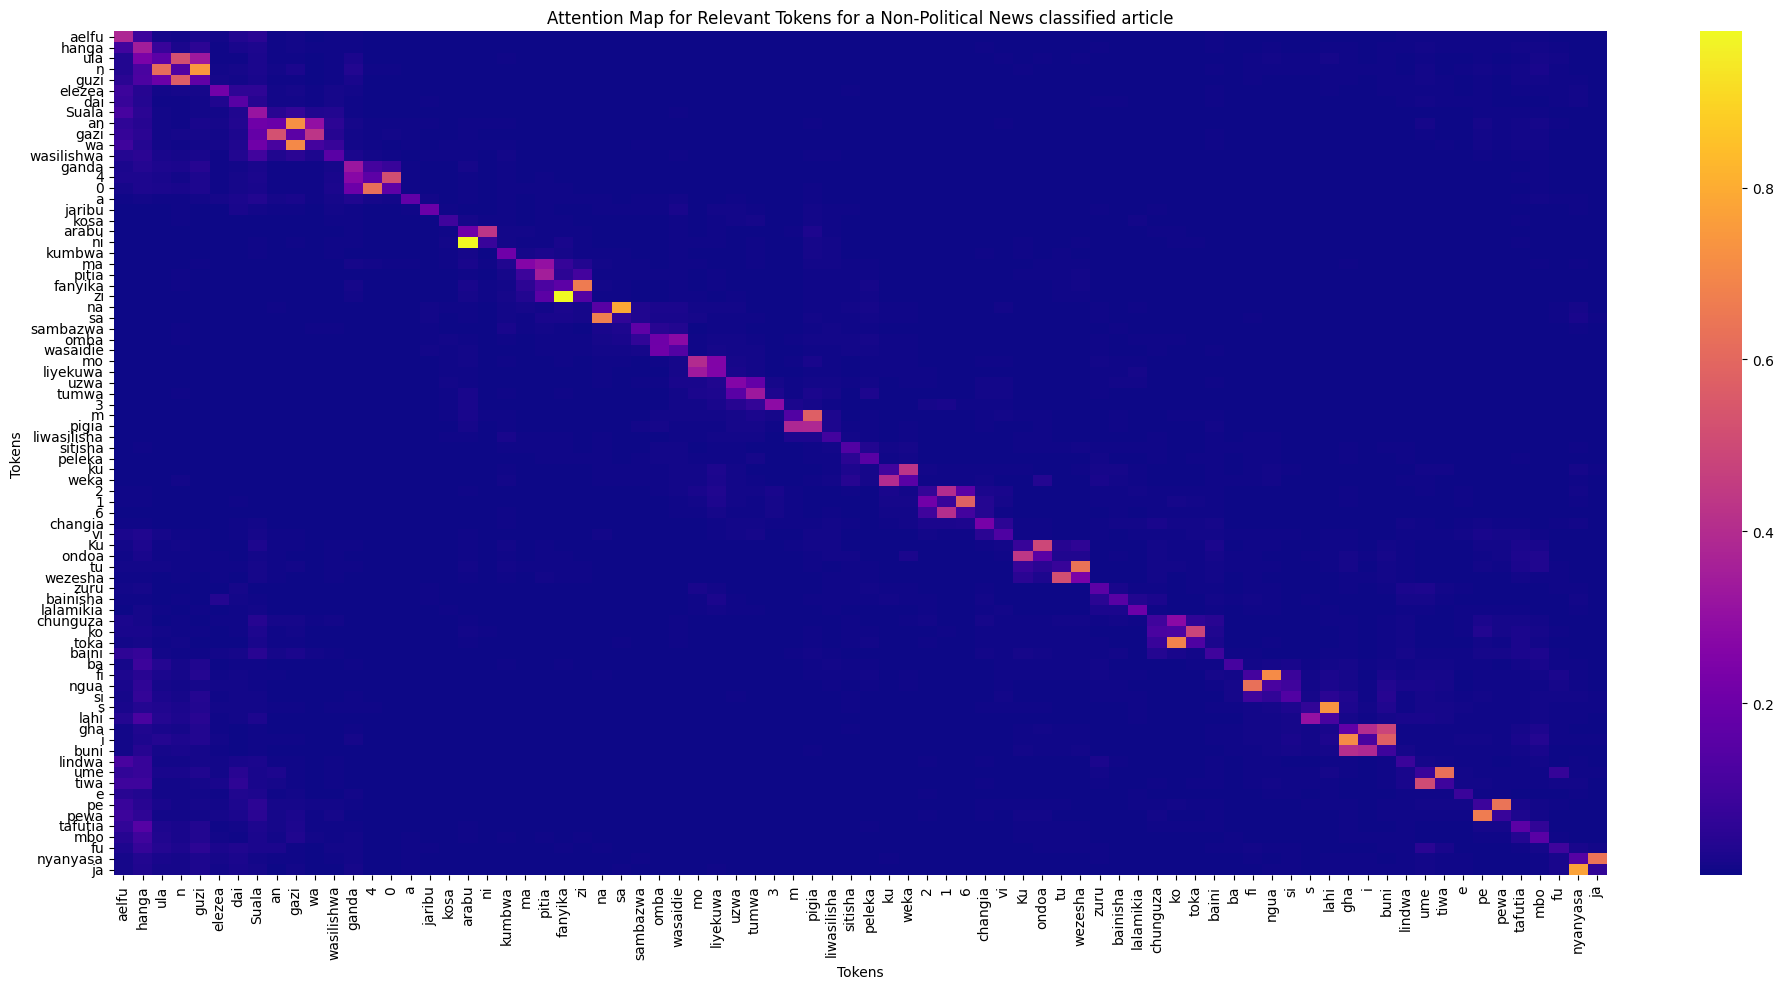 Attention Map for Relevant Tokens for a Non-Political News classified article
Tokens
aelfu
hanga
ula
n
guzi
elezea
dai
Suala
an
gazi
wa
wasilishwa
ganda
4
0
a
jaribu
kosa
arabu
ni
kumbwa
ma
pitia
fanyika
zi
na
sa
sambazwa
omba
wasaidie
mo
liyekuwa
uzwa
tumwa
3
m
pigia
liwasilisha
sitisha
peleka
ku
weka
2
1
6
changia
vi
Ku
ondoa
tu
wezesha
zuru
bainisha
lalamikia
chunguza
ko
toka
baini
ba
fi
ngua
si
s
lahi
gha
i
buni
lindwa
ume
tiwa
e
pe
pewa
tafutia
mbo
fu
nyanyasa
ja
aelfu
hanga
ula
n
guzi
elezea
dai
Suala
an
gazi
wa
wasilishwa
ganda
4
0
a
jaribu
kosa
arabu
ni
kumbwa
ma
pitia
fanyika
zi
na
sa
sambazwa
omba
wasaidie
mo
liyekuwa
uzwa
tumwa
3
m
pigia
liwasilisha
sitisha
peleka
ku
weka
2
1
6
changia
vi
Ku
ondoa
tu
wezesha
zuru
bainisha
lalamikia
chunguza
ko
toka
baini
ba
fi
ngua
si
s
lahi
gha
i
buni
lindwa
ume
tiwa
e
pe
pewa
tafutia
mbo
fu
nyanyasa
ja
Tokens
0.8
0.6
0.4
0.2